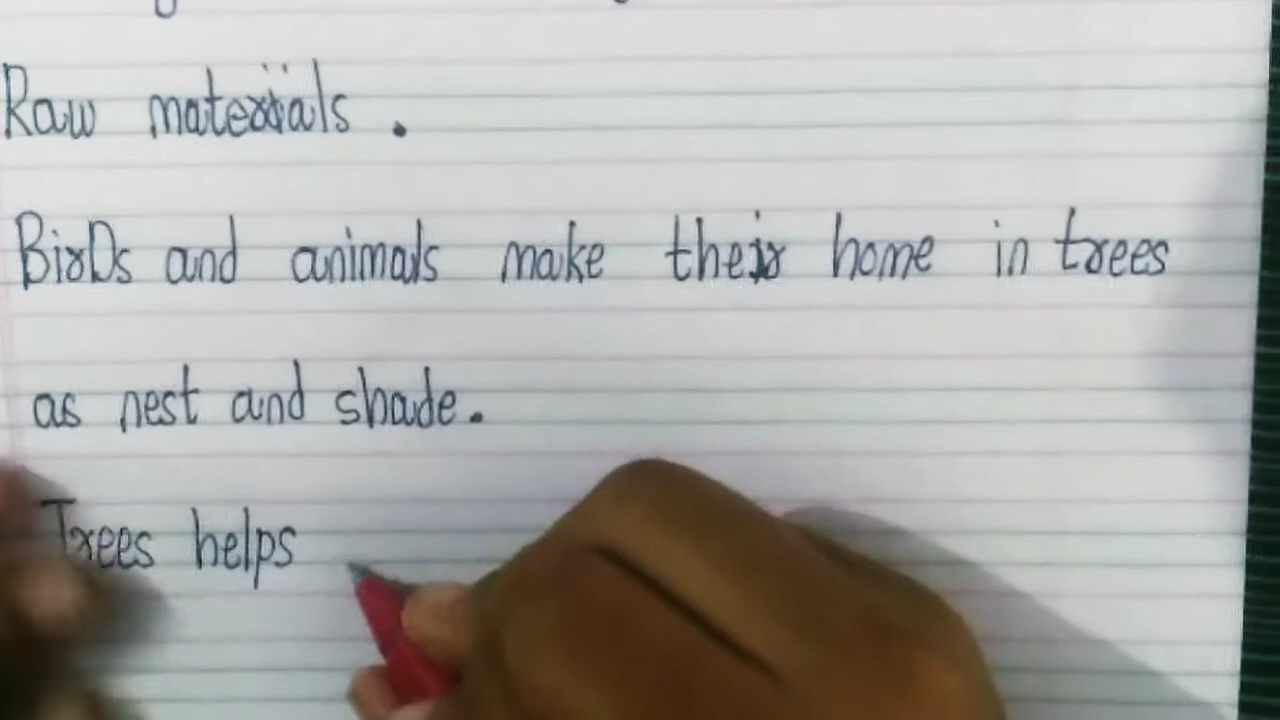 Raw materials .
BirDs and animals make their home in trees
as nest and shade.
Trees helps